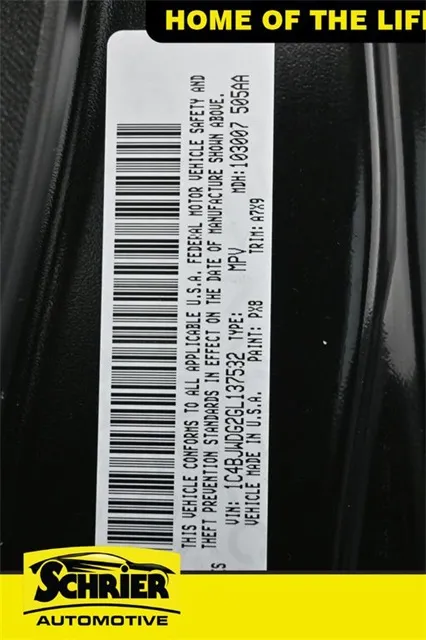 HOME OF THE LIF
THIS VEHICLE CONFORMS TO ALL APPLICABLE U.S.A. FEDERAL MOTOR VEHICLE SAFETY AND
THEFT PREVENTION STANDARDS IN EFFECT ON THE DATE OF MANUFACTURE SHOWN ABOVE.
VIN: 1C4BJWDG2GL137532 TYPE: MPV MDH:103007 505AA
VEHICLE MADE IN U.S.A. PAINT: PX8 TRIM: A7X9
SCHRIER
AUTOMOTIVE